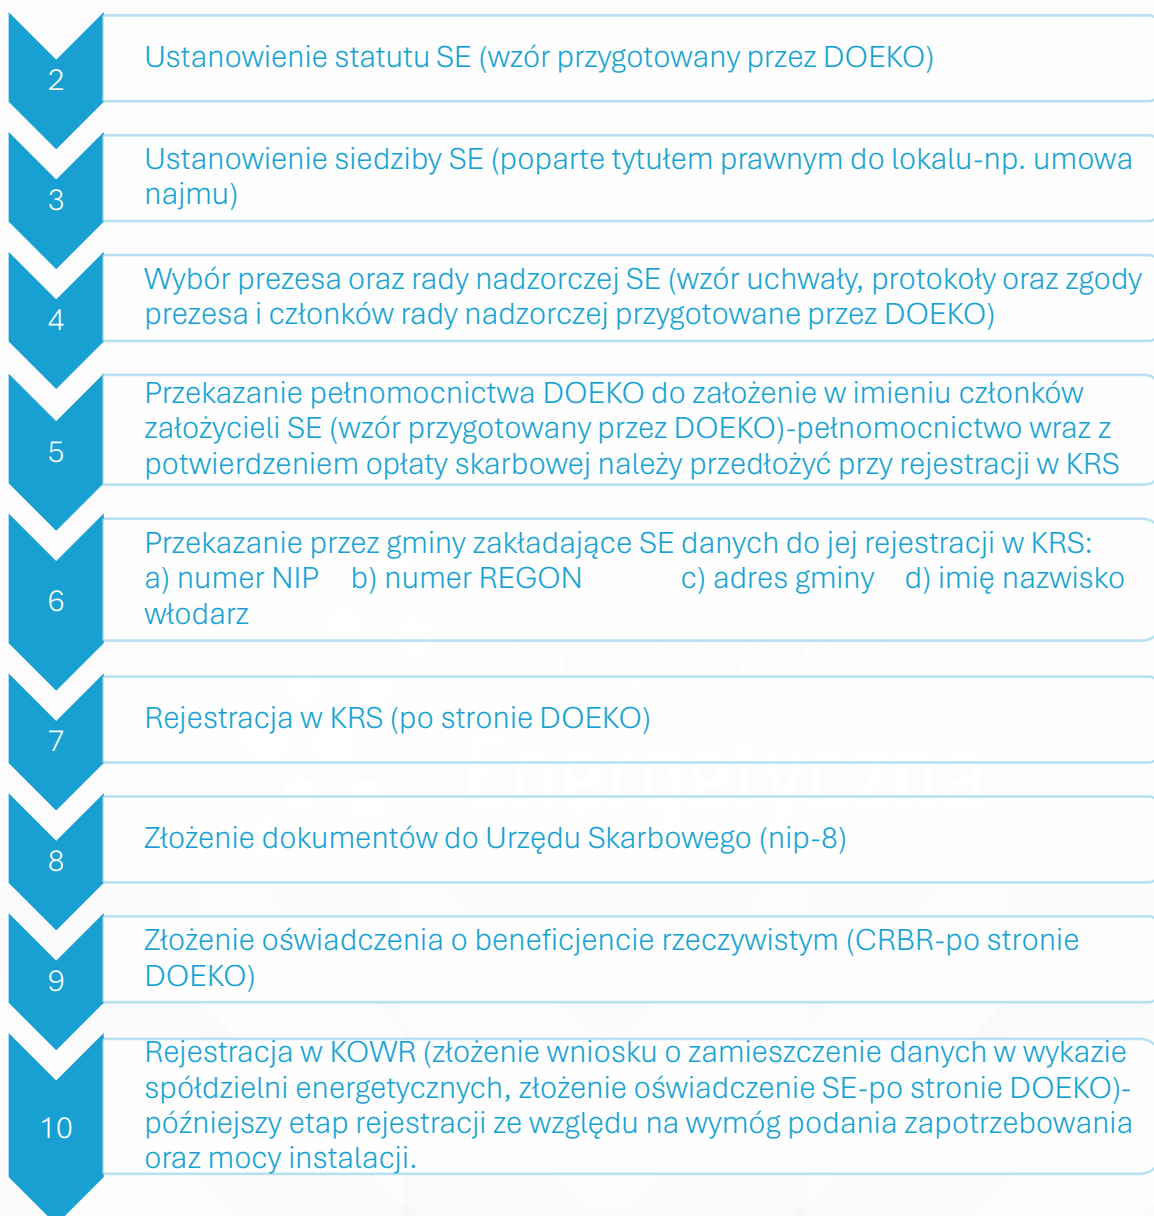 2
Ustanowienie statutu SE (wzór przygotowany przez DOEKO)
3
Ustanowienie siedziby SE (poparte tytułem prawnym do lokalu-np. umowa
najmu)
4
Wybór prezesa oraz rady nadzorczej SE (wzór uchwały, protokoły oraz zgody
prezesa i członków rady nadzorczej przygotowane przez DOEKO)
5
Przekazanie pełnomocnictwa DOEKO do założenie w imieniu członków
założycieli SE (wzór przygotowany przez DOEKO)-pełnomocnictwo wraz z
potwierdzeniem opłaty skarbowej należy przedłożyć przy rejestracji w KRS
6
Przekazanie przez gminy zakładające SE danych do jej rejestracji w KRS:
a) numer NIP b) numer REGON c) adres gminy d) imię nazwisko
włodarz
7
Rejestracja w KRS (po stronie DOEKO)
Energetyczna
8
Złożenie dokumentów do Urzędu Skarbowego (nip-8)
9
Złożenie oświadczenia o beneficjencie rzeczywistym (CRBR-po stronie
DOEKO)
10
Rejestracja w KOWR (złożenie wniosku o zamieszczenie danych w wykazie
spółdzielni energetycznych, złożenie oświadczenie SE-po stronie DOEKO)-
późniejszy etap rejestracji ze względu na wymóg podania zapotrzebowania
oraz mocy instalacji.